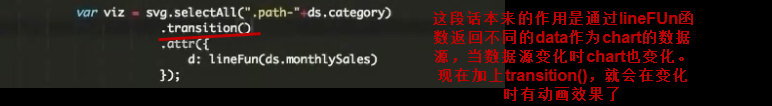 var viz = svg.selectAll(".path-"+ds.category)
.transition()
.attr({
d: lineFun(ds.monthlySales)
});
这段话本来的作用是通过lineFUn函
数返回不同的data作为chart的数据
源，当数据源变化时chart也变化。
现在加上transition()，就会在变化
时有动画效果了